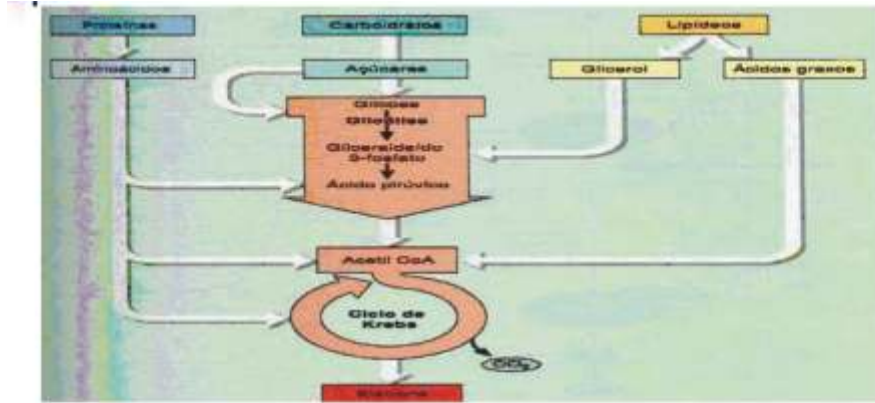 Proteínas
Carboidratos
Lipídeos
Aminoácidos
Açúcares
Glicerol
Ácidos graxos
Glicose
Glicólise
Gliceraldeído
3-fosfato
Ácido pirúvico
Acetil CoA
Ciclo de
Krebs
CO₂